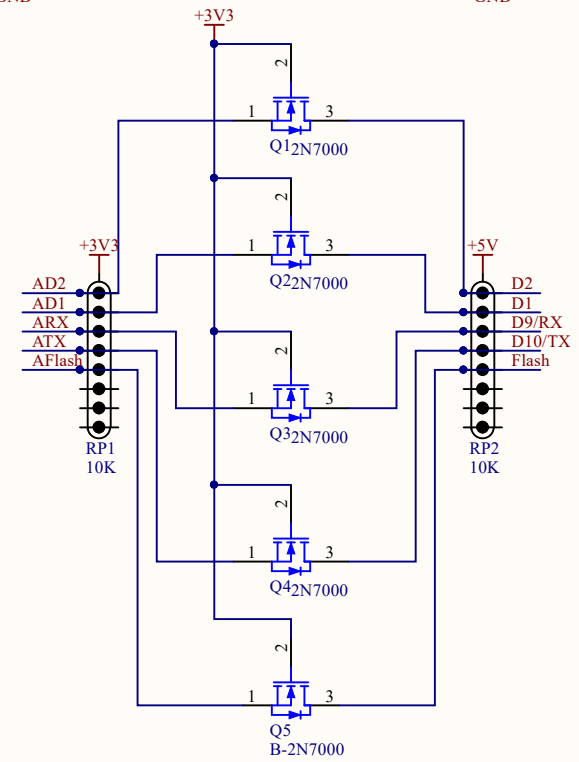 GND
GND
+3V3
2
1
3
Q1 2N7000
2
1
3
Q2 2N7000
+3V3
+5V
AD2
AD1
ARX
ATX
AFlash
D2
D1
D9/RX
D10/TX
Flash
2
1
3
Q3 2N7000
RP1
10K
RP2
10K
2
1
3
Q4 2N7000
2
1
3
Q5
B-2N7000